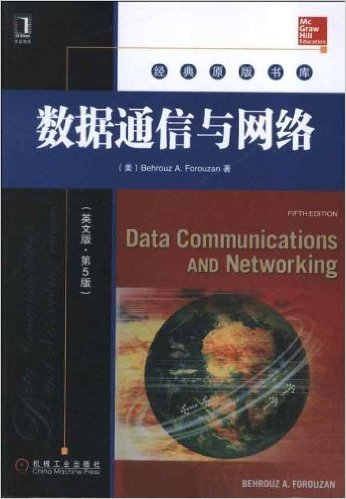 Mc
Graw
Hill
Education
经典原版书库
数据通信与网络
(美) Behrouz A. Forouzan 著
(英文版·第5版)
FIFTH EDITION
Data Communications
AND Networking
机械工业出版社
China Machine Press
BEHROUZ A. FOROUZAN